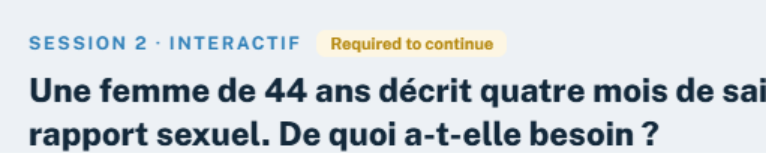 SESSION 2 · INTERACTIF Required to continue
Une femme de 44 ans décrit quatre mois de
rapport sexuel. De quoi a-t-elle besoin ?